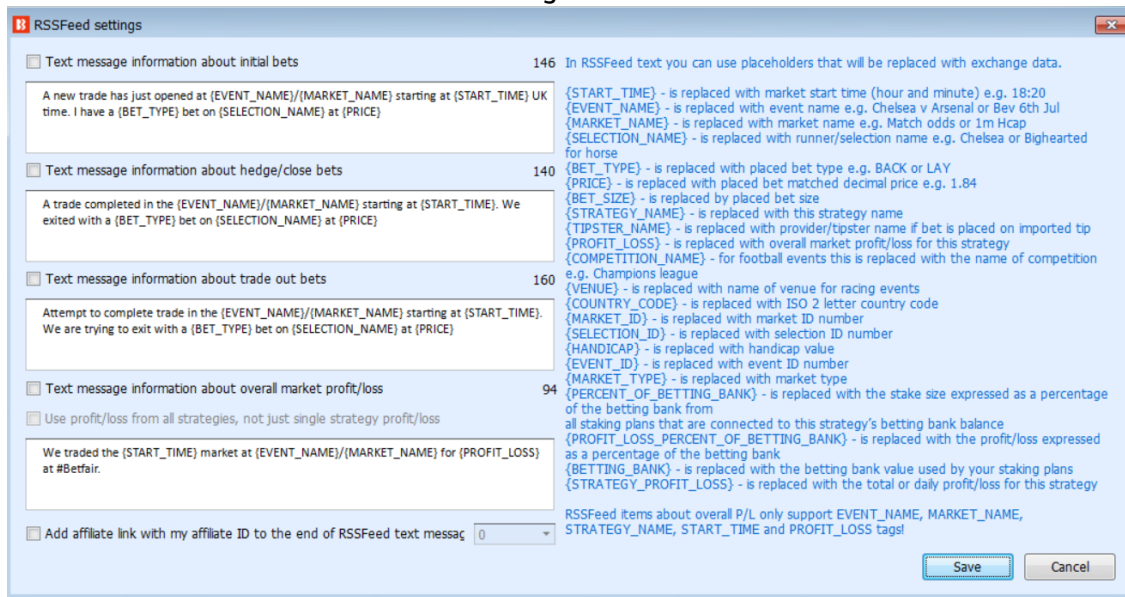 RSSFeed settings
Text message information about initial bets 146
A new trade has just opened at {EVENT_NAME}/{MARKET_NAME} starting at {START_TIME} UK
time. I have a {BET_TYPE} bet on {SELECTION_NAME} at {PRICE}
Text message information about hedge/close bets 140
A trade completed in the {EVENT_NAME}/{MARKET_NAME} starting at {START_TIME}. We
exited with a {BET_TYPE} bet on {SELECTION_NAME} at {PRICE}
Text message information about trade out bets 160
Attempt to complete trade in the {EVENT_NAME}/{MARKET_NAME} starting at {START_TIME}.
We are trying to exit with a {BET_TYPE} bet on {SELECTION_NAME} at {PRICE}
Text message information about overall market profit/loss 94
Use profit/loss from all strategies, not just single strategy profit/loss
We traded the {START_TIME} market at {EVENT_NAME}/{MARKET_NAME} for {PROFIT_LOSS}
at #Betfair.
Add affiliate link with my affiliate ID to the end of RSSFeed text messag 0
In RSSFeed text you can use placeholders that will be replaced with exchange data.
{START_TIME} - is replaced with market start time (hour and minute) e.g. 18:20
{EVENT_NAME} - is replaced with event name e.g. Chelsea v Arsenal or Bev 6th Jul
{MARKET_NAME} - is replaced with market name e.g. Match odds or 1m Hcap
{SELECTION_NAME} - is replaced with runner/selection name e.g. Chelsea or Bighearted
for horse
{BET_TYPE} - is replaced with placed bet type e.g. BACK or LAY
{PRICE} - is replaced with placed bet matched decimal price e.g. 1.84
{BET_SIZE} - is replaced by placed bet size
{STRATEGY_NAME} - is replaced with this strategy name
{TIPSTER_NAME} - is replaced with provider/tipster name if bet is placed on imported tip
{PROFIT_LOSS} - is replaced with overall market profit/loss for this strategy
{COMPETITION_NAME} - for football events this is replaced with the name of competition
e.g. Champions league
{VENUE} - is replaced with name of venue for racing events
{COUNTRY_CODE} - is replaced with ISO 2 letter country code
{MARKET_ID} - is replaced with market ID number
{SELECTION_ID} - is replaced with selection ID number
{HANDICAP} - is replaced with handicap value
{EVENT_ID} - is replaced with event ID number
{MARKET_TYPE} - is replaced with market type
{PERCENT_OF_BETTING_BANK} - is replaced with the stake size expressed as a percentage
of the betting bank from
all staking plans that are connected to this strategy's betting bank balance
{PROFIT_LOSS_PERCENT_OF_BETTING_BANK} - is replaced with the profit/loss expressed
as a percentage of the betting bank
{BETTING_BANK} - is replaced with the betting bank value used by your staking plans
{STRATEGY_PROFIT_LOSS} - is replaced with the total or daily profit/loss for this strategy
RSSFeed items about overall P/L only support EVENT_NAME, MARKET_NAME,
STRATEGY_NAME, START_TIME and PROFIT_LOSS tags!
Save Cancel